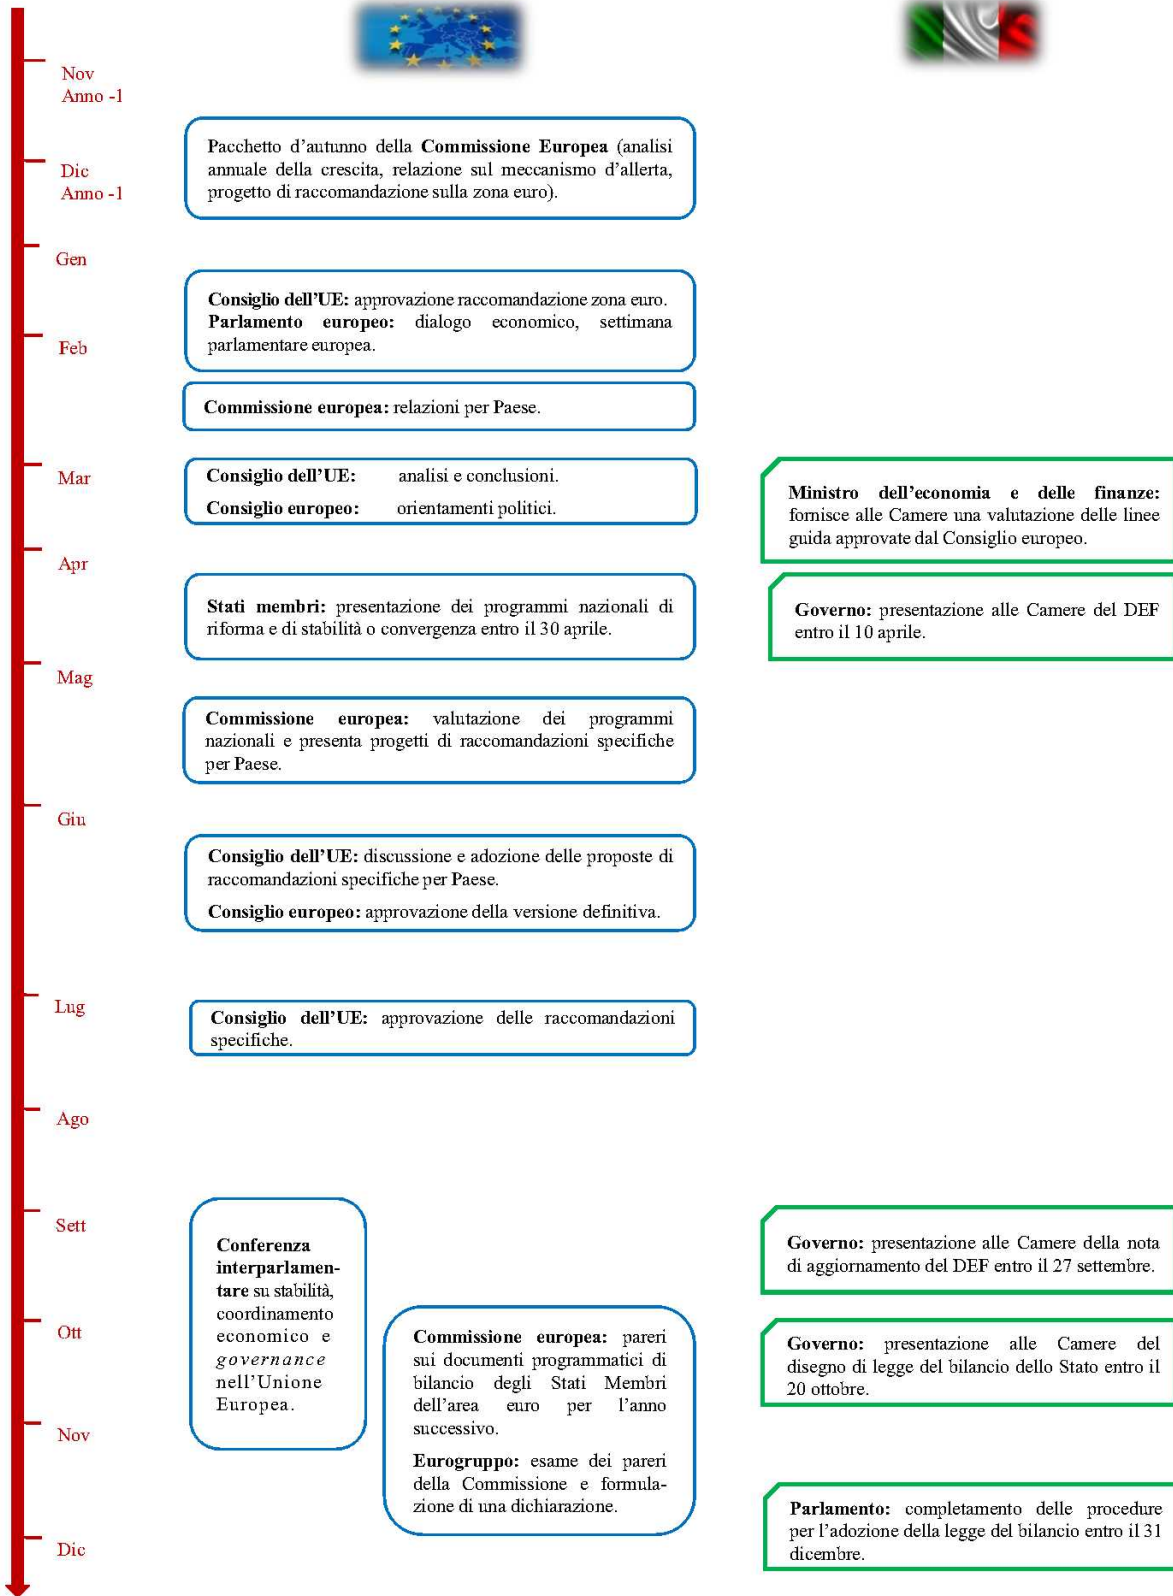 Nov
Anno -1
Pacchetto d’autunno della Commissione Europea (analisi
annuale della crescita, relazione sul meccanismo d’allerta,
progetto di raccomandazione sulla zona euro).
Dic
Anno -1
Gen
Consiglio dell’UE: approvazione raccomandazione zona euro.
Parlamento europeo: dialogo economico, settimana
parlamentare europea.
Feb
Commissione europea: relazioni per Paese.
Mar
Consiglio dell’UE: analisi e conclusioni.
Consiglio europeo: orientamenti politici.
Ministro dell’economia e delle finanze:
fornisce alle Camere una valutazione delle linee
guida approvate dal Consiglio europeo.
Apr
Stati membri: presentazione dei programmi nazionali di
riforma e di stabilità o convergenza entro il 30 aprile.
Governo: presentazione alle Camere del DEF
entro il 10 aprile.
Mag
Commissione europea: valutazione dei programmi
nazionali e presenta progetti di raccomandazioni specifiche
per Paese.
Giu
Consiglio dell’UE: discussione e adozione delle proposte di
raccomandazioni specifiche per Paese.
Consiglio europeo: approvazione della versione definitiva.
Lug
Consiglio dell’UE: approvazione delle raccomandazioni
specifiche.
Ago
Sett
Conferenza
interparlamen-
tare su stabilità,
coordinamento
economico e
governance
nell’Unione
Europea.
Governo: presentazione alle Camere della nota
di aggiornamento del DEF entro il 27 settembre.
Ott
Commissione europea: pareri
sui documenti programmatici di
bilancio degli Stati Membri
dell’area euro per l’anno
successivo.
Eurogruppo: esame dei pareri
della Commissione e formula-
zione di una dichiarazione.
Governo: presentazione alle Camere del
disegno di legge del bilancio dello Stato entro il
20 ottobre.
Nov
Parlamento: completamento delle procedure
per l’adozione della legge del bilancio entro il 31
dicembre.
Dic